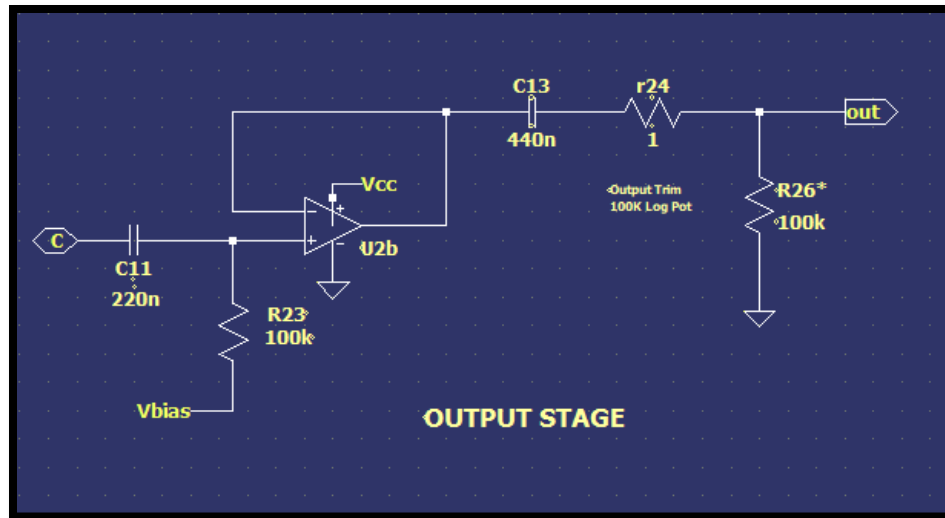 C13
r24
440n
1
out
Vcc
Output Trim
100K Log Pot
R26*
100k
-
+
C
+
-
U2b
C11
220n
R23
100k
Vbias
OUTPUT STAGE